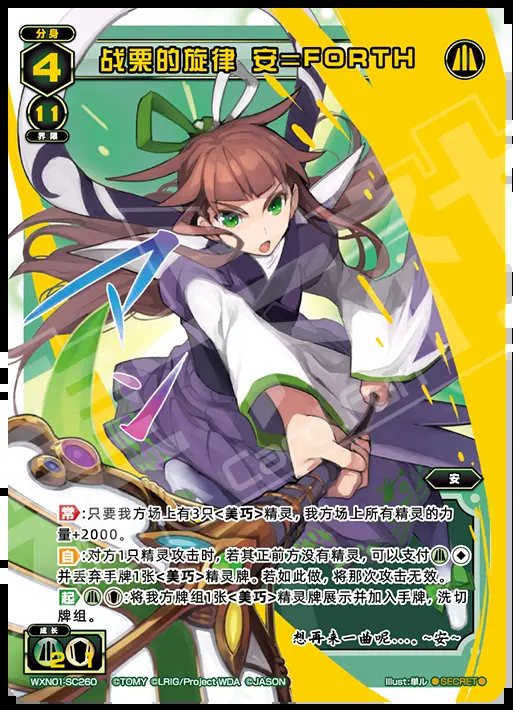 分身
4
战栗的旋律 安=FORTH
11
界限
アン
安
常:只要我方场上有3只<美巧>精灵,我方场上所有精灵的力
量+2000。
自:对方1只精灵攻击时,若其正前方没有精灵,可以支付
并丢弃手牌1张<美巧>精灵牌。若如此做,将那次攻击无效。
起 :将我方牌组1张<美巧>精灵牌展示并加入手牌,洗切
牌组。
想再来一曲呢....。~安~
成长
2 1
WXN01-SC260 ©TOMY ©LRIG/Project WDA ©JASON Illust:単ル SECRET